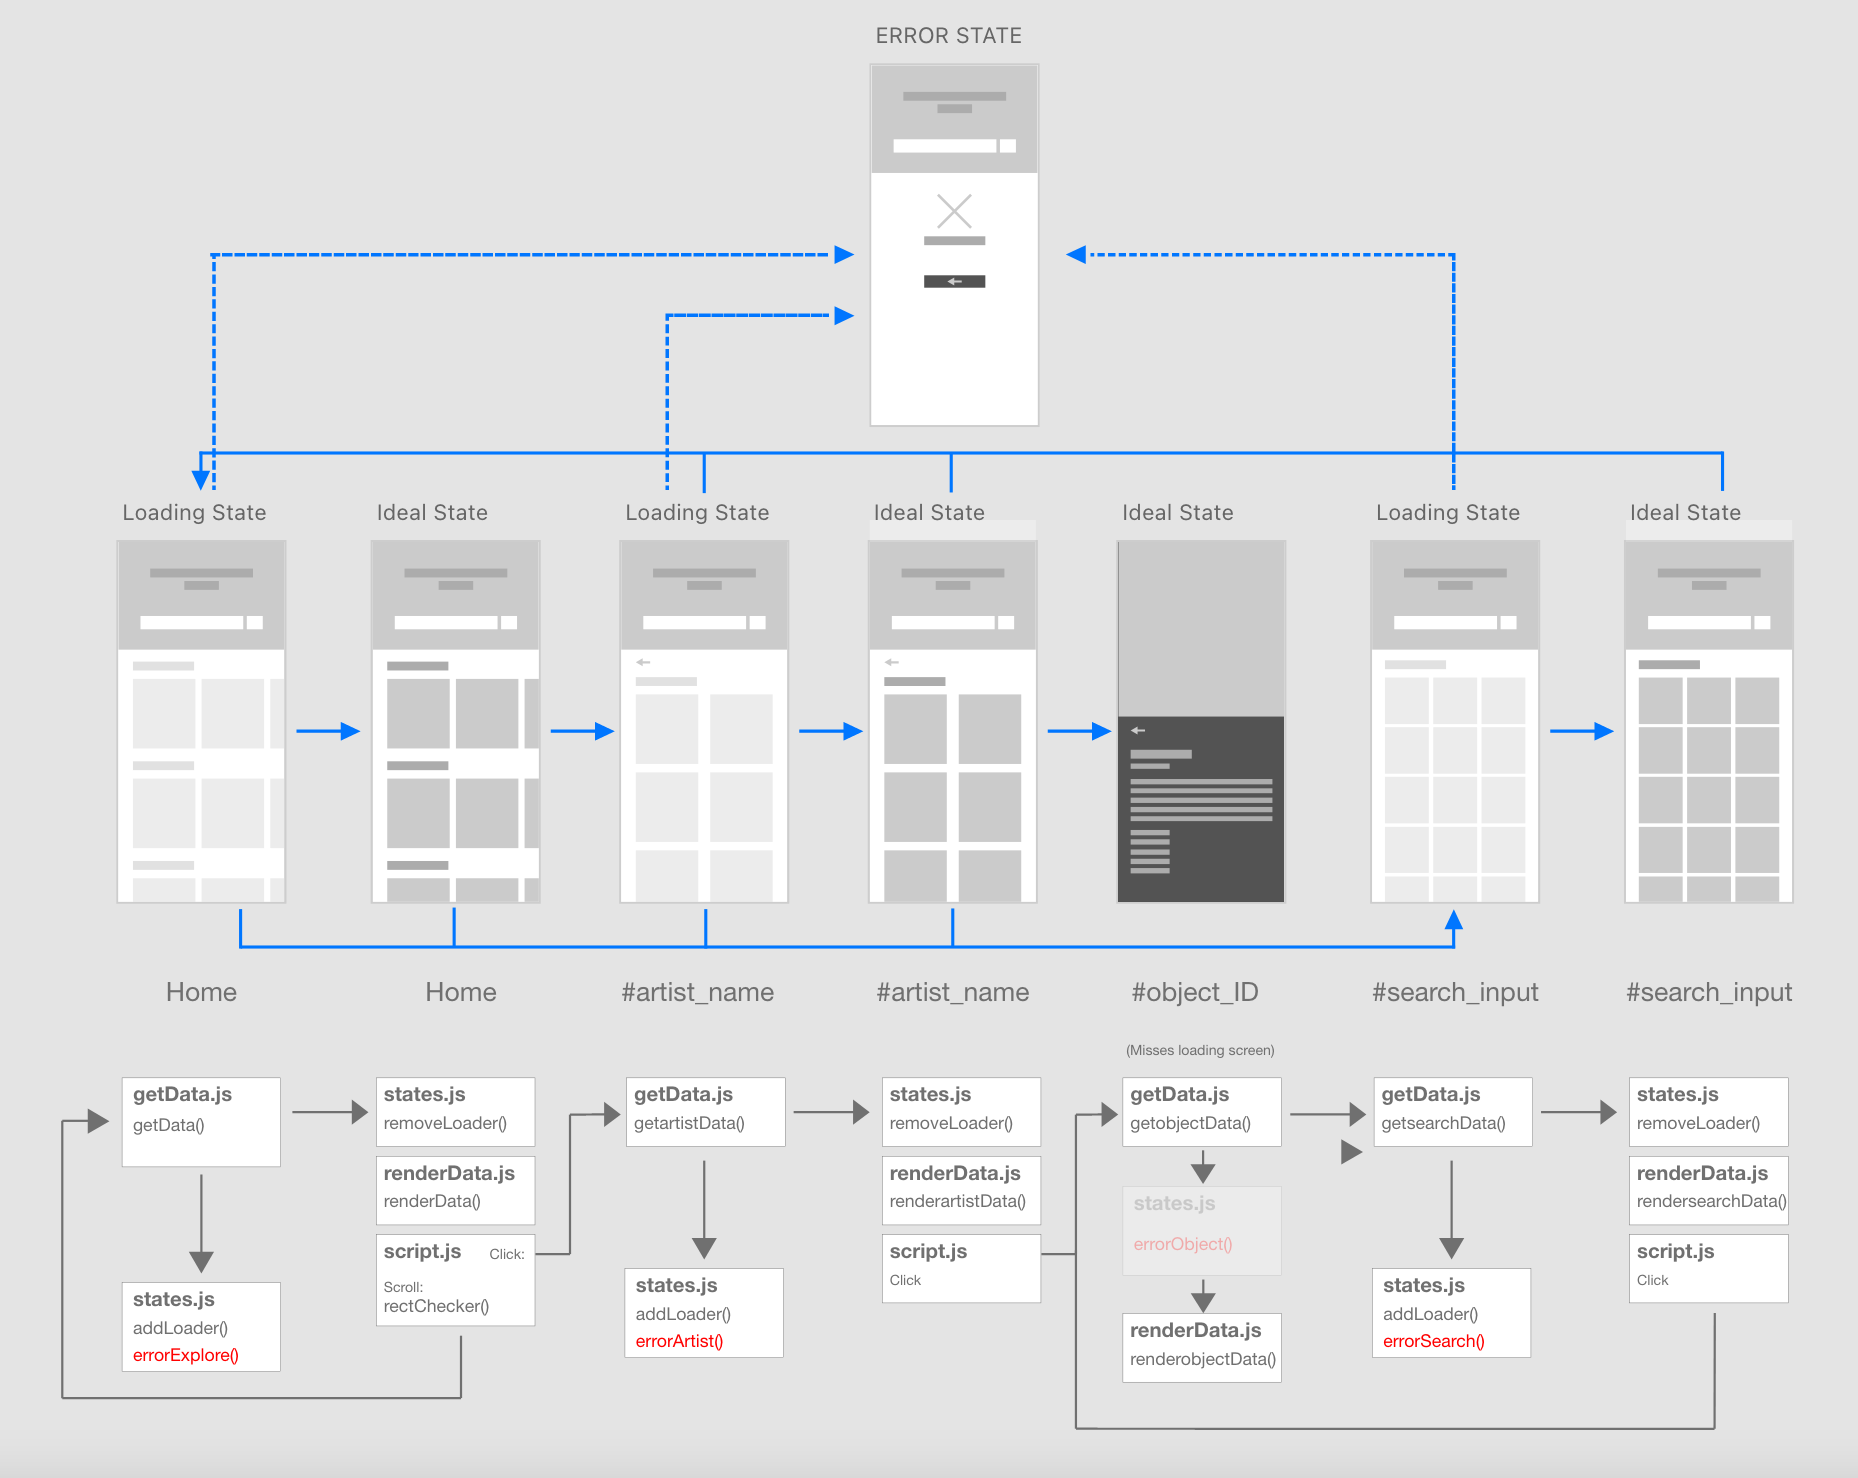 ERROR STATE
Loading State
Ideal State
Loading State
Ideal State
Ideal State
Loading State
Ideal State
Home
Home
#artist_name
#artist_name
#object_ID
#search_input
#search_input
(Misses loading screen)
getData.js
getData()
states.js
addLoader()
errorExplore()
states.js
removeLoader()
renderData.js
renderData()
script.js
Click:
Scroll:
rectChecker()
getData.js
getartistData()
states.js
addLoader()
errorArtist()
states.js
removeLoader()
renderData.js
renderartistData()
script.js
Click
getData.js
getobjectData()
states.js
errorObject()
renderData.js
renderobjectData()
getData.js
getsearchData()
states.js
addLoader()
errorSearch()
states.js
removeLoader()
renderData.js
rendersearchData()
script.js
Click